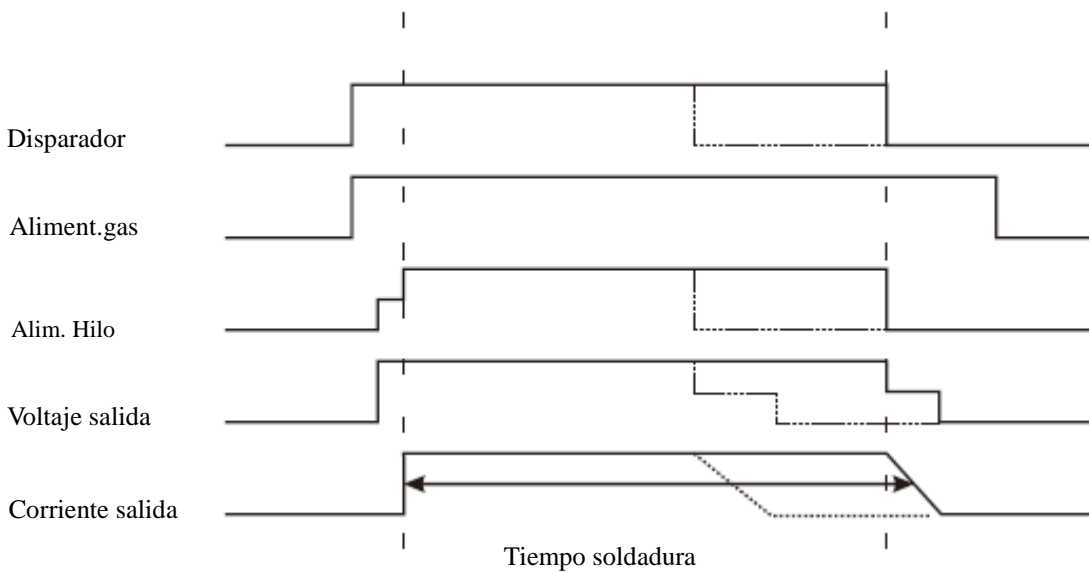 Disparador
Aliment.gas
Alim. Hilo
Voltaje salida
Corriente salida
Tiempo soldadura